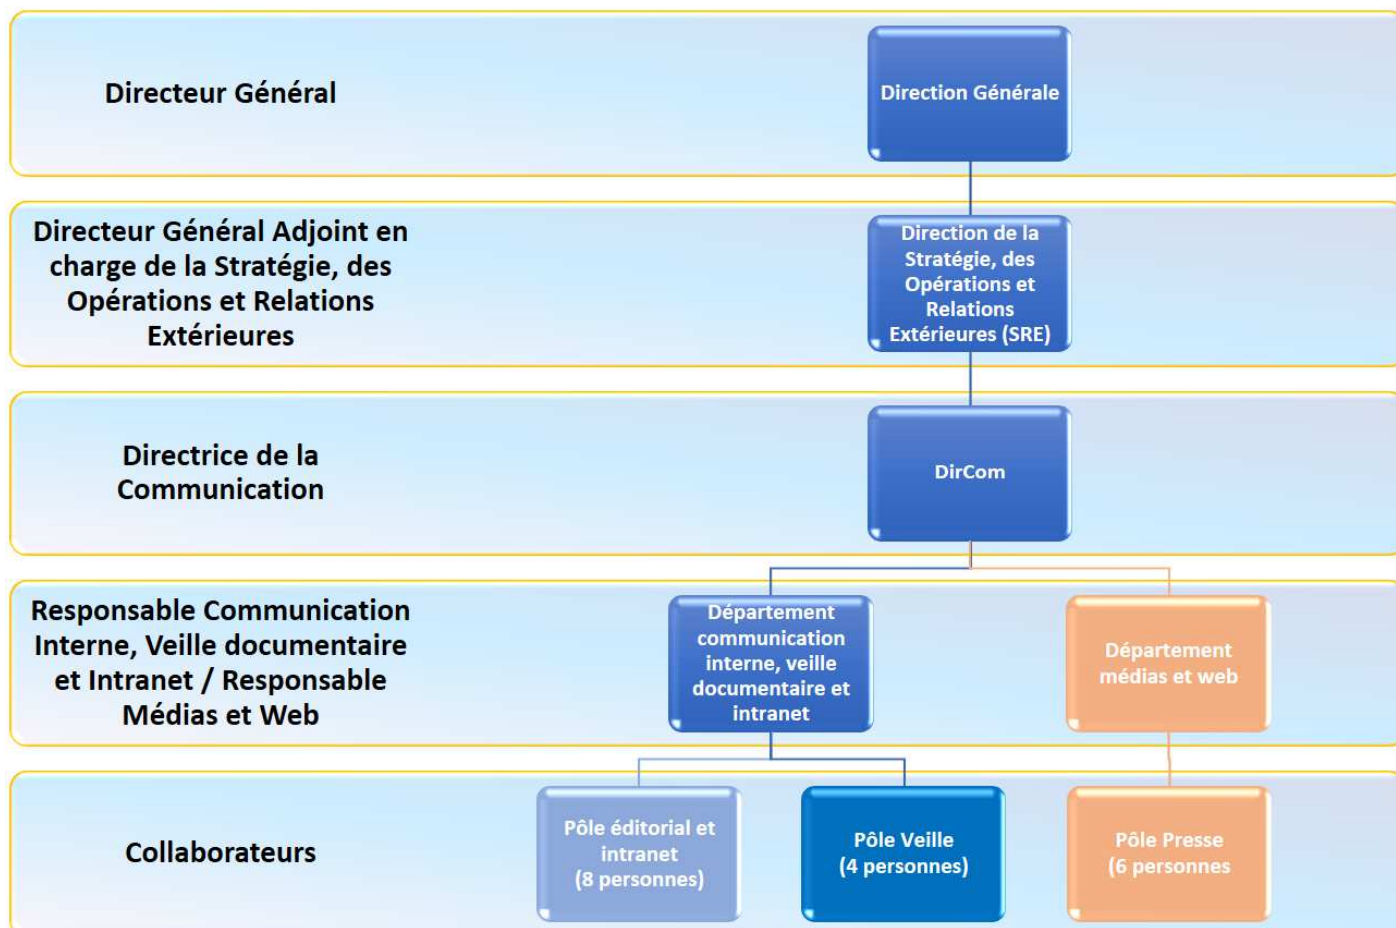 Directeur Général
Direction Générale
Directeur Général Adjoint en
charge de la Stratégie, des
Opérations et Relations
Extérieures
Direction de la
Stratégie, des
Opérations et
Relations
Extérieures (SRE)
Directrice de la
Communication
DirCom
Responsable Communication
Interne, Veille documentaire
et Intranet / Responsable
Médias et Web
Département
communication
interne, veille
documentaire et
intranet
Département
médias et web
Collaborateurs
Pôle éditorial et
intranet
(8 personnes)
Pôle Veille
(4 personnes)
Pôle Presse
(6 personnes